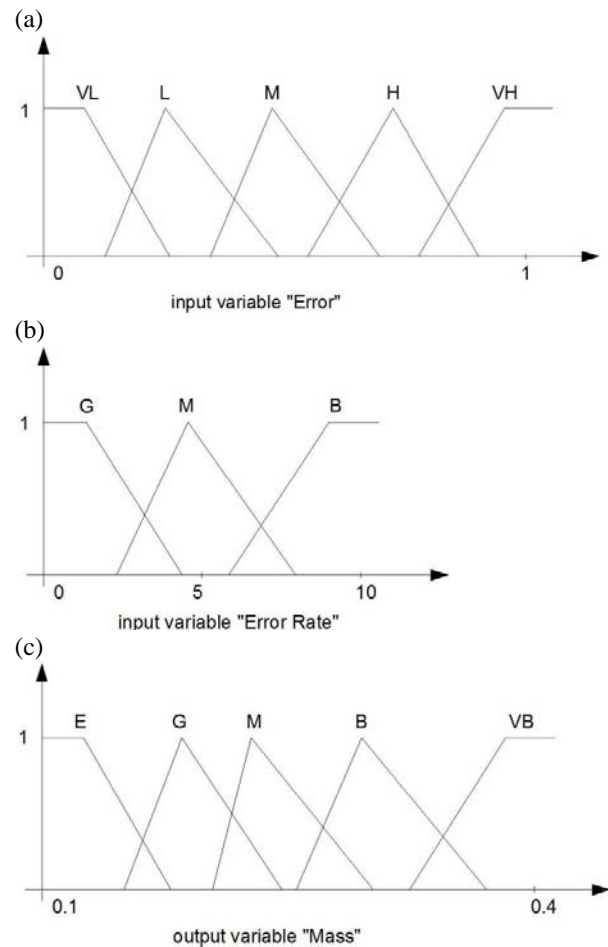 (a)
VL L M H VH
1
0 1
input variable "Error"
(b)
G M B
1
0 5 10
input variable "Error Rate"
(c)
E G M B VB
1
0.1 0.4
output variable "Mass"